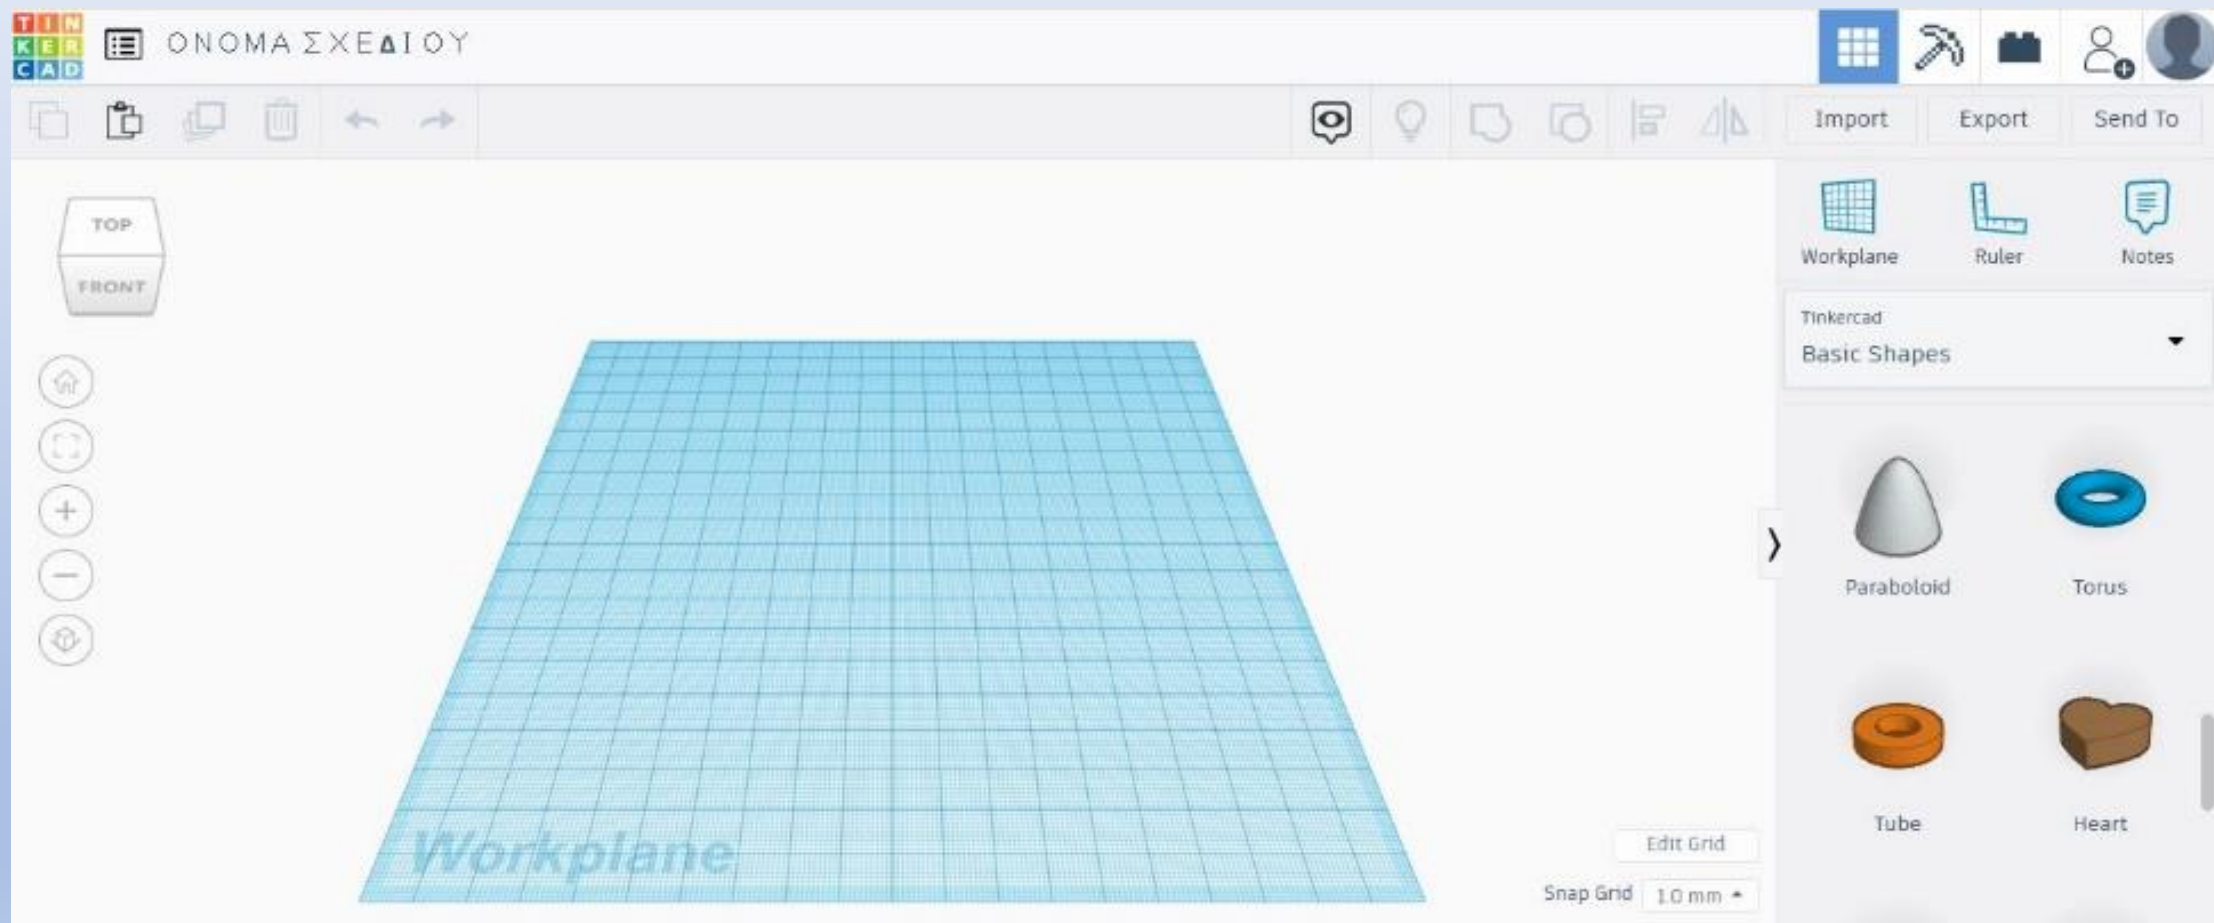 TIN
KER
CAD
ΟΝΟΜΑ ΣΧΕΔΙΟΥ
Import Export Send To
TOP
FRONT
Workplane Ruler Notes
Tinkercad
Basic Shapes
Paraboloid Torus
Tube Heart
Workplane
Edit Grid
Snap Grid 1.0 mm